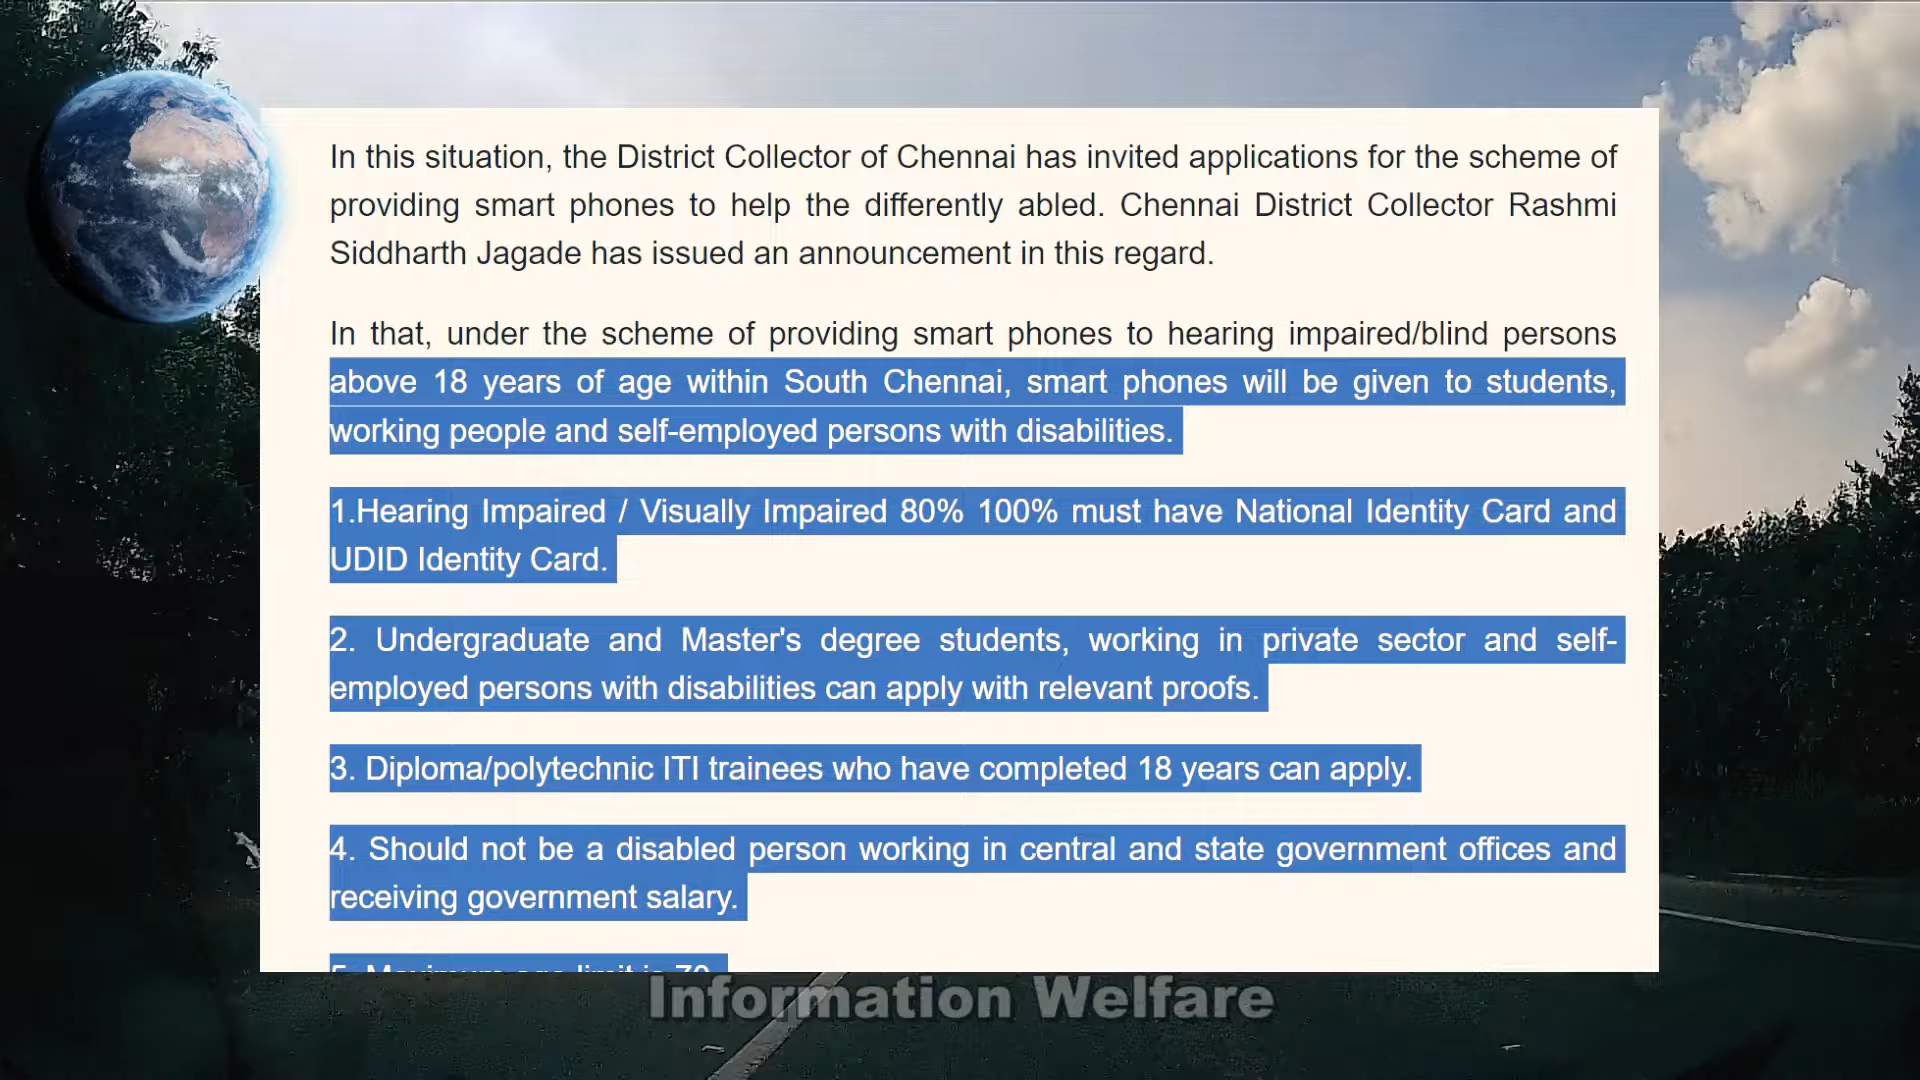 In this situation, the District Collector of Chennai has invited applications for the scheme of
providing smart phones to help the differently abled. Chennai District Collector Rashmi
Siddharth Jagade has issued an announcement in this regard.
In that, under the scheme of providing smart phones to hearing impaired/blind persons
above 18 years of age within South Chennai, smart phones will be given to students,
working people and self-employed persons with disabilities.
1.Hearing Impaired / Visually Impaired 80% 100% must have National Identity Card and
UDID Identity Card.
2. Undergraduate and Master's degree students, working in private sector and self-
employed persons with disabilities can apply with relevant proofs.
3. Diploma/polytechnic ITI trainees who have completed 18 years can apply.
4. Should not be a disabled person working in central and state government offices and
receiving government salary.
5. Maximum age limit is 70.
Information Welfare